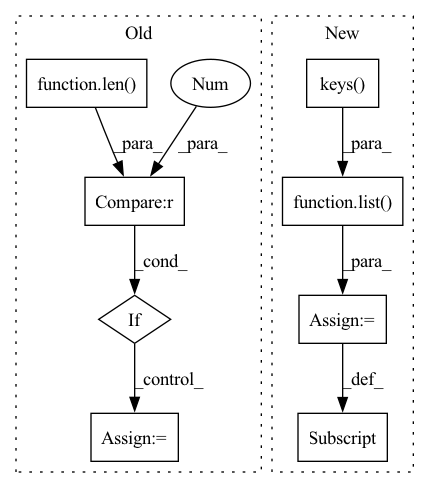 Old
New
function.len()
Num
keys()
_para_
_para_
_para_
Compare:r
function.list()
_cond_
_para_
If
Assign:=
_control_
_def_
Assign:=
Subscript